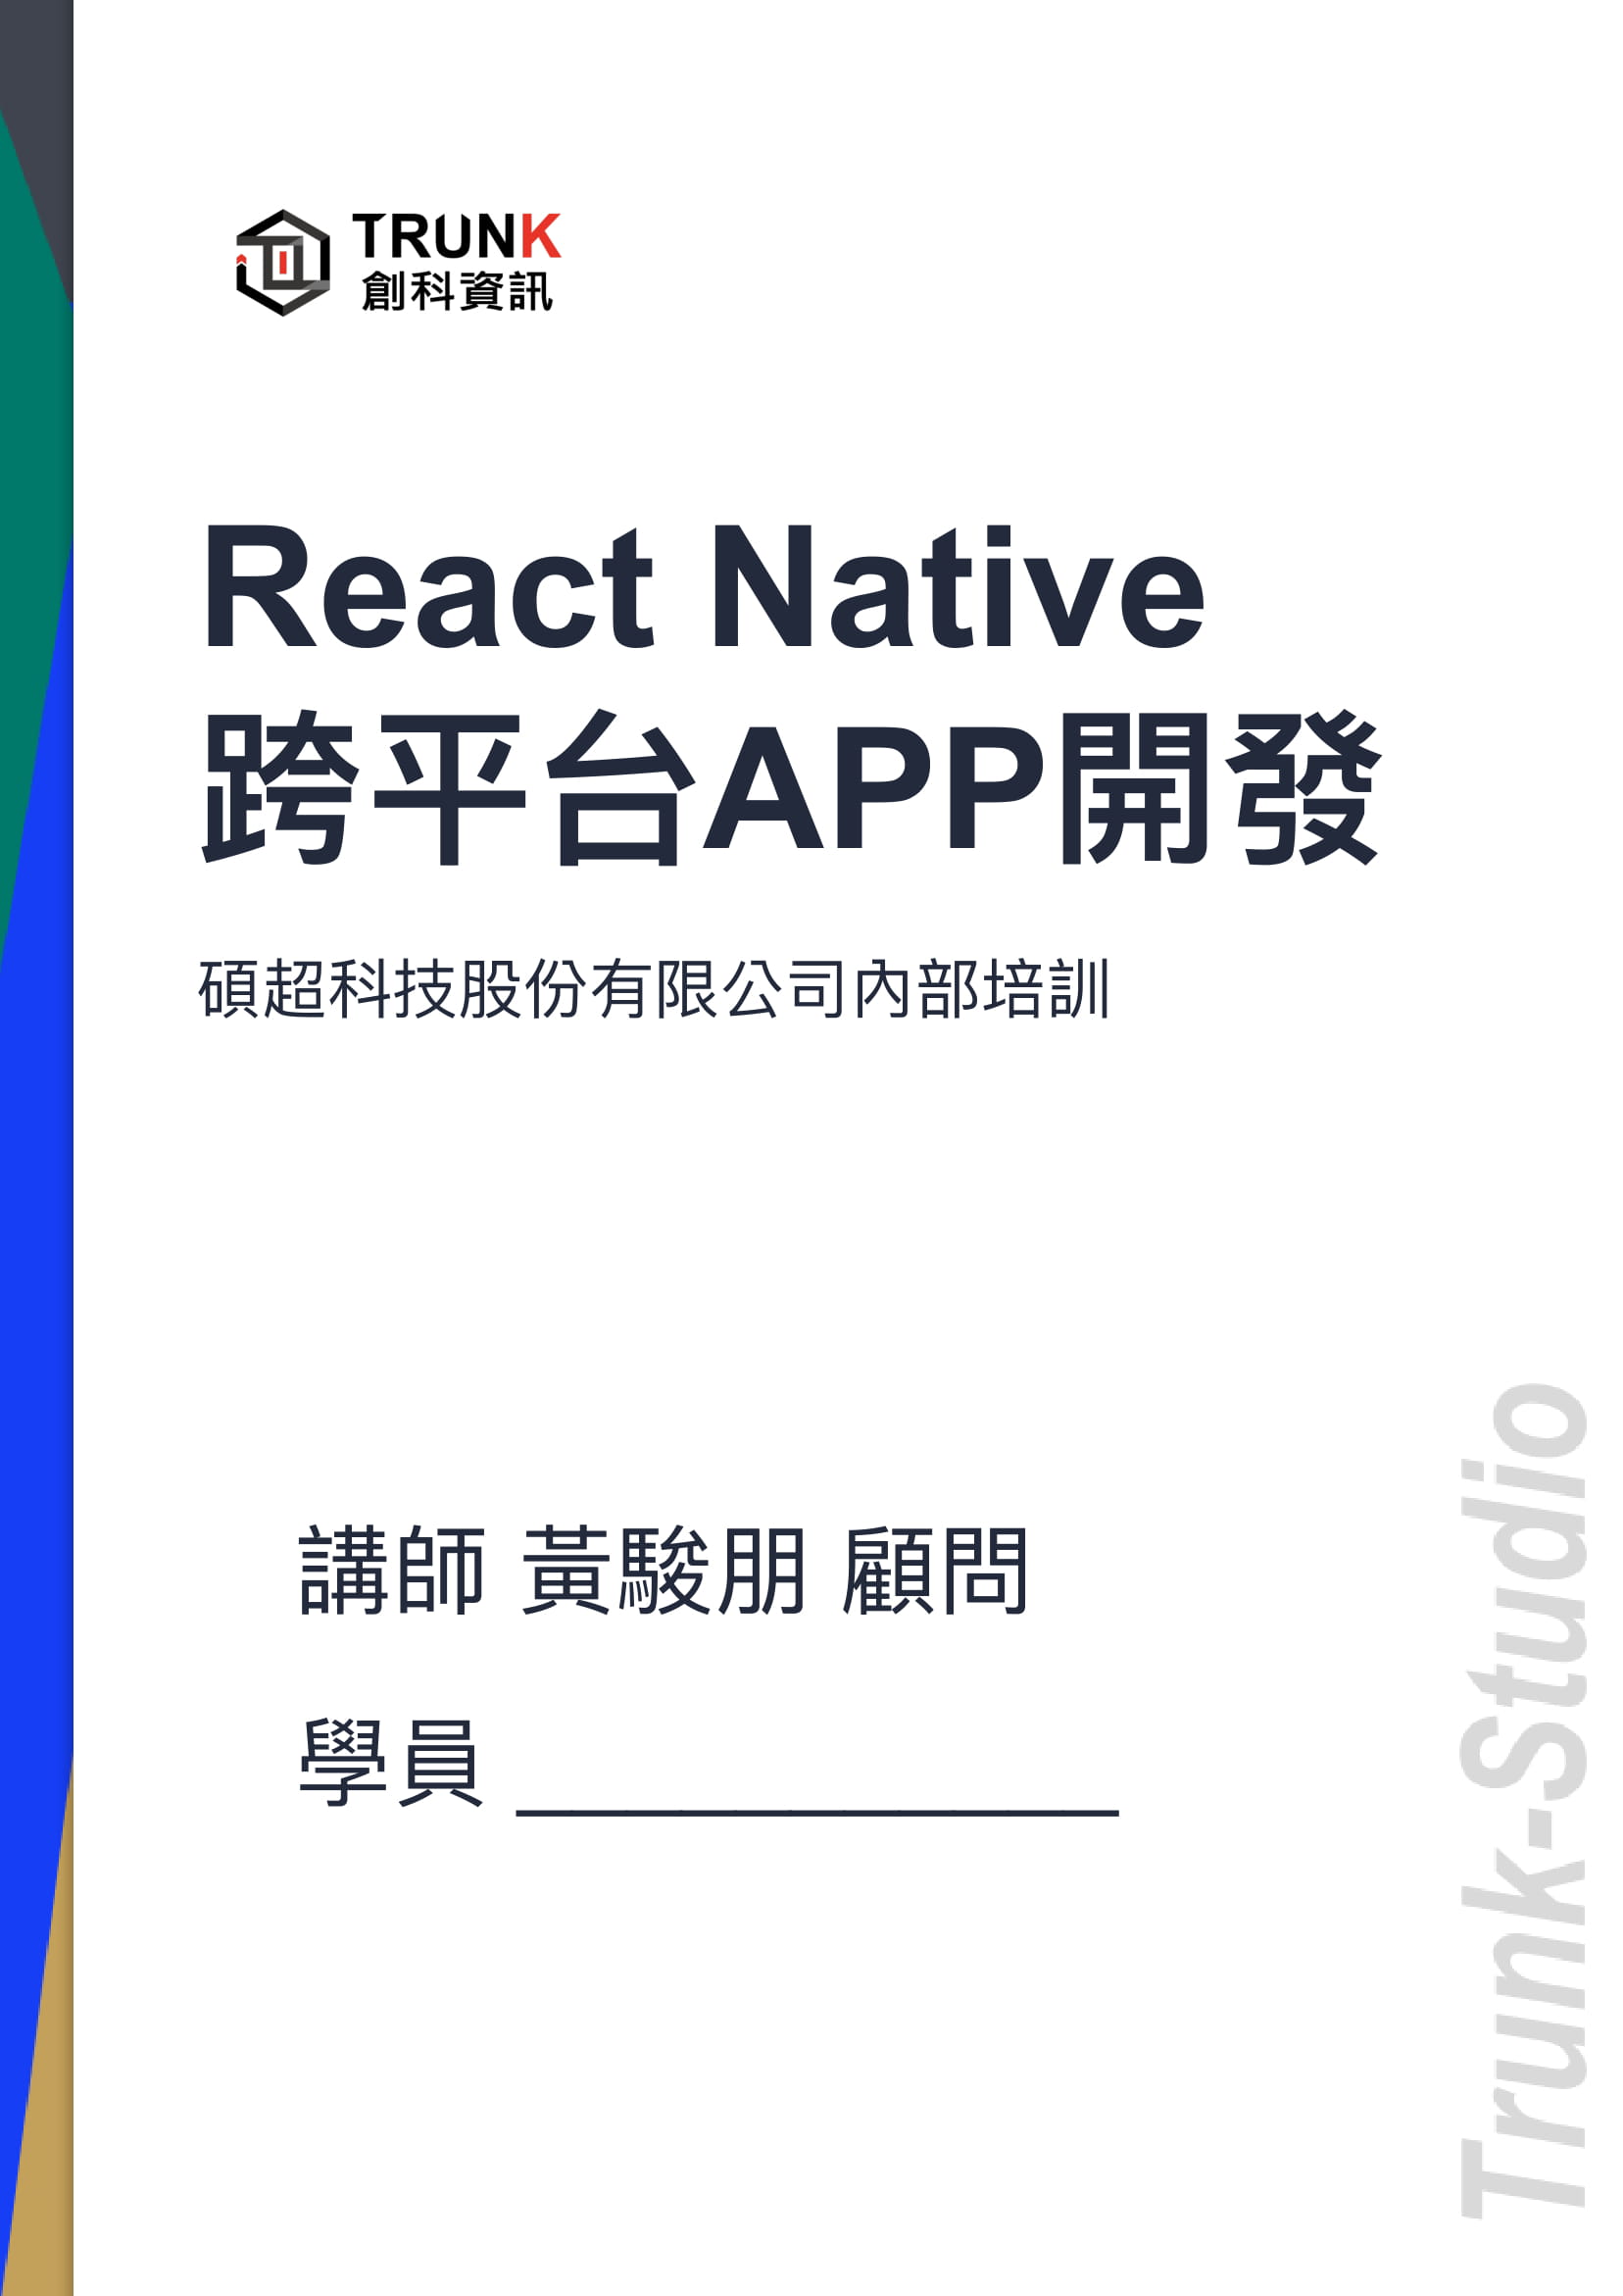 TRUNK
創科資訊
React Native
跨平台APP開發
碩超科技股份有限公司內部培訓
講師 黃駿朋 顧問
學員 ___________
Trunk-Studio